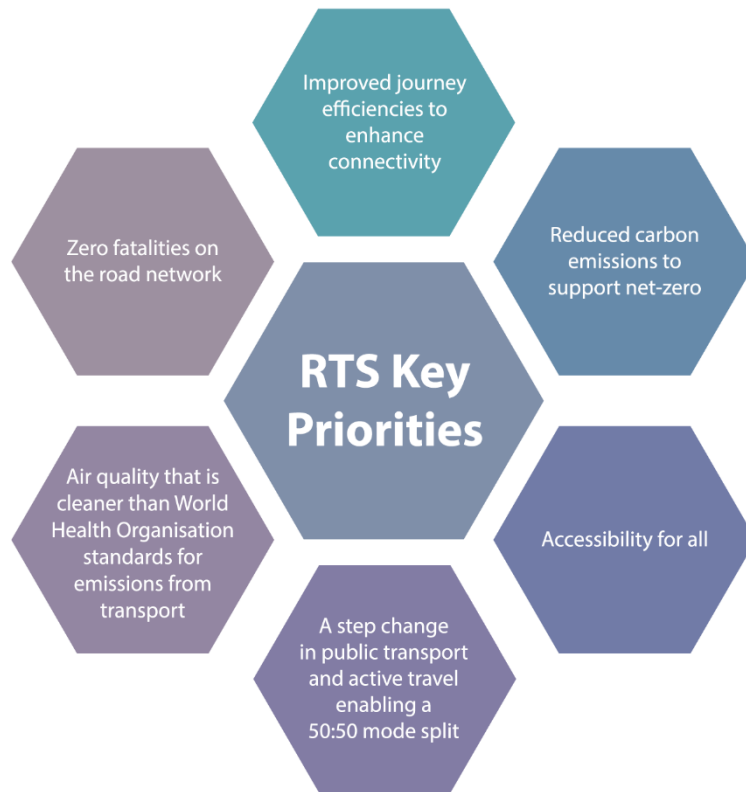 Improved journey
efficiencies to
enhance
connectivity
Zero fatalities on
the road network
Reduced carbon
emissions to
support net-zero
RTS Key
Priorities
Air quality that is
cleaner than World
Health Organisation
standards for
emissions from
transport
Accessibility for all
A step change
in public transport
and active travel
enabling a
50:50 mode split